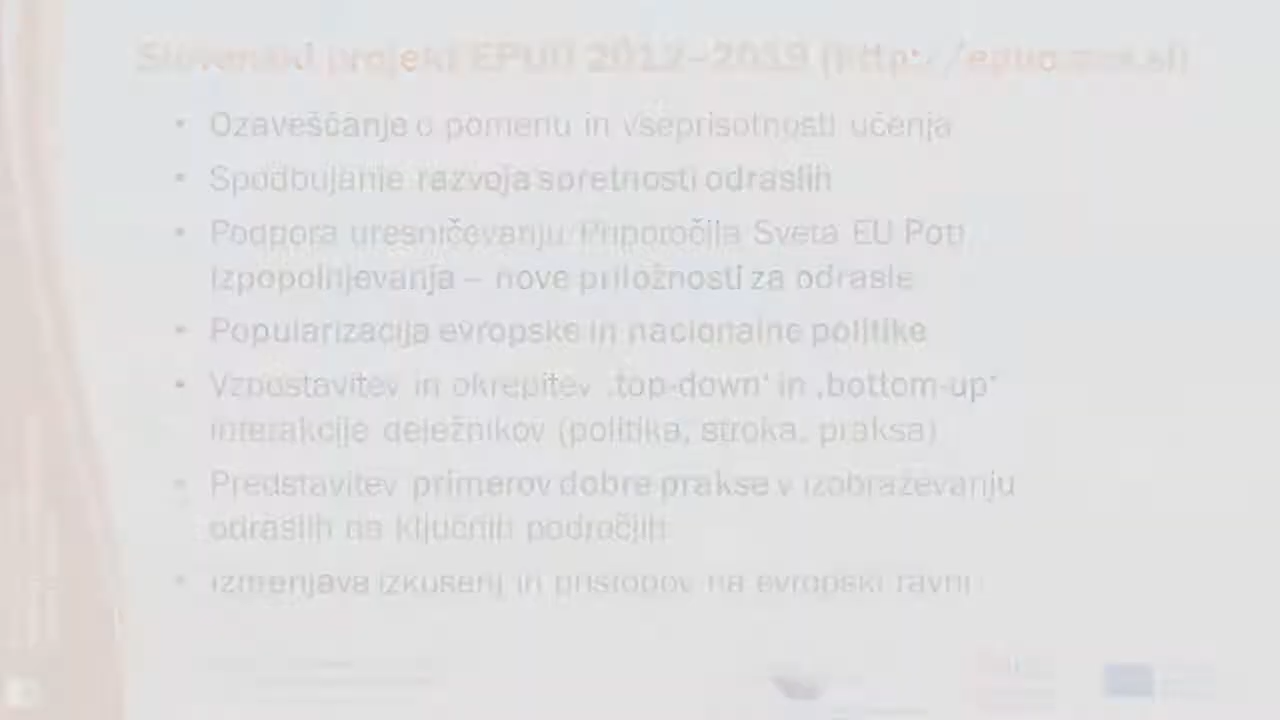 Slovenski projekt EPUO 2012–2019 (http://epuo.acs.si)
• Ozaveščanje o pomenu in vseprisotnosti učenja
• Spodbujanje razvoja spretnosti odraslih
• Podpora uresničevanju Priporočila Sveta EU Poti
izpopolnjevanja – nove priložnosti za odrasle
• Popularizacija evropske in nacionalne politike
• Vzpostavitev in okrepitev ‚top-down‘ in ‚bottom-up‘
interakcije deležnikov (politika, stroka, praksa)
• Predstavitev primerov dobre prakse v izobraževanju
odraslih na ključnih področjih
• Izmenjava izkušenj in pristopov na evropski ravni